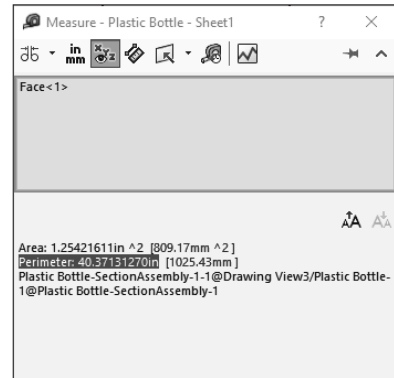 Measure - Plastic Bottle - Sheet1
in
mm
XYZ
Face<1>
Area: 1.25421611in ^2 [809.17mm ^2 ]
Perimeter: 40.37131270in [1025.43mm ]
Plastic Bottle-SectionAssembly-1-1@Drawing View3/Plastic Bottle-
1@Plastic Bottle-SectionAssembly-1